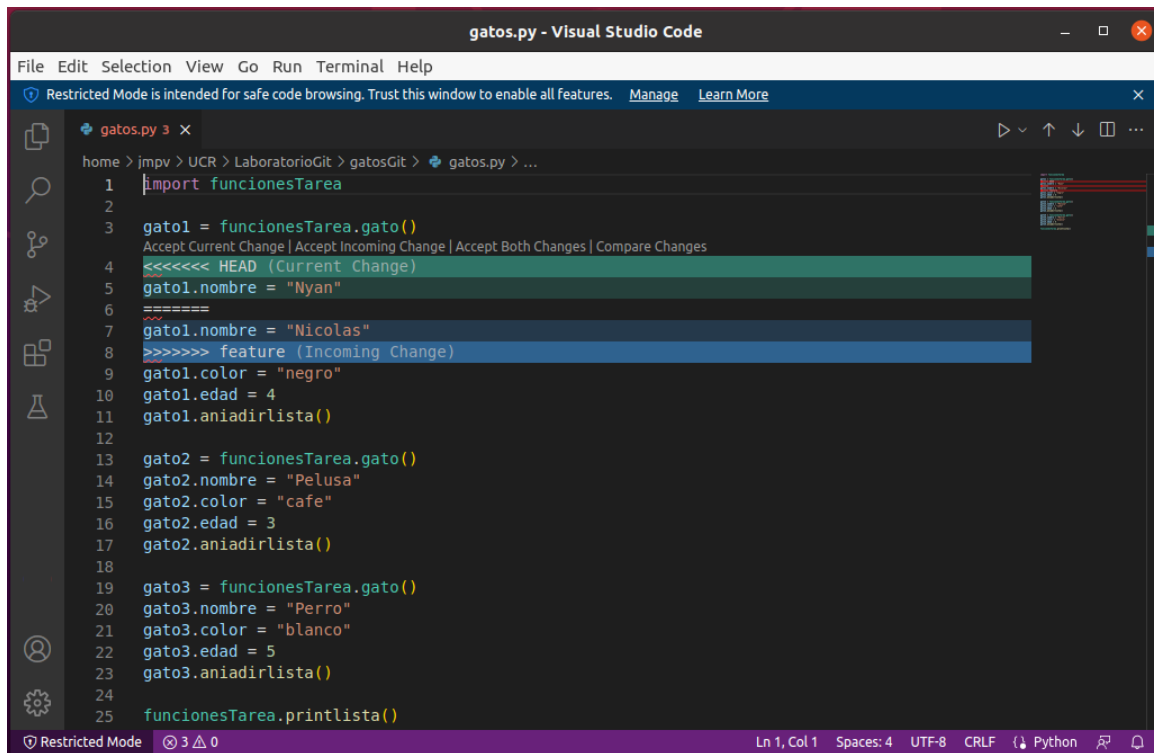 gatos.py - Visual Studio Code
File Edit Selection View Go Run Terminal Help
Restricted Mode is intended for safe code browsing. Trust this window to enable all features. Manage Learn More
gatos.py 3
home > jmpv > UCR > LaboratorioGit > gatosGit > gatos.py > ...
1 import funcionesTarea
2
3 gato1 = funcionesTarea.gato()
Accept Current Change | Accept Incoming Change | Accept Both Changes | Compare Changes
4 <<<<<<< HEAD (Current Change)
5 gato1.nombre = "Nyan"
6 =======
7 gato1.nombre = "Nicolas"
8 >>>>>>> feature (Incoming Change)
9 gato1.color = "negro"
10 gato1.edad = 4
11 gato1.aniadirlista()
12
13 gato2 = funcionesTarea.gato()
14 gato2.nombre = "Pelusa"
15 gato2.color = "cafe"
16 gato2.edad = 3
17 gato2.aniadirlista()
18
19 gato3 = funcionesTarea.gato()
20 gato3.nombre = "Perro"
21 gato3.color = "blanco"
22 gato3.edad = 5
23 gato3.aniadirlista()
24
25 funcionesTarea.printlista()
Restricted Mode 3 0 Ln 1, Col 1 Spaces: 4 UTF-8 CRLF Python